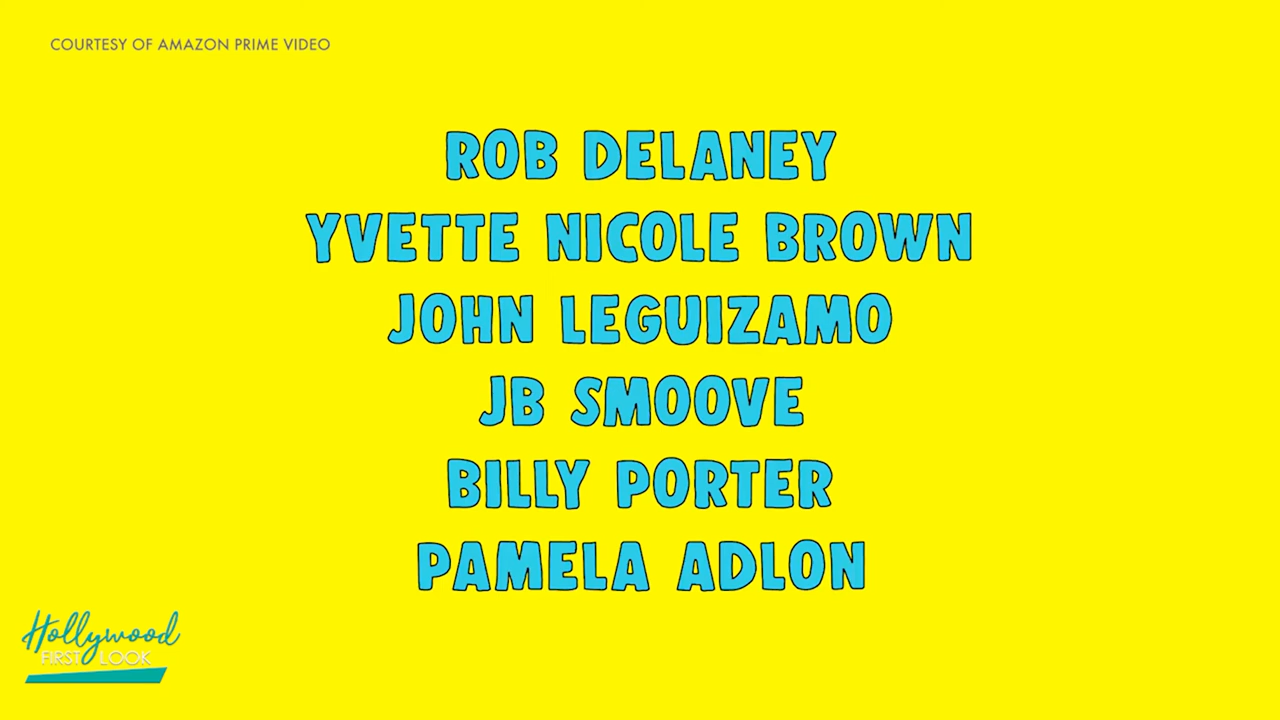 COURTESY OF AMAZON PRIME VIDEO
ROB DELANEY
YVETTE NICOLE BROWN
JOHN LEGUIZAMO
JB SMOOVE
BILLY PORTER
PAMELA ADLON
Hollywood
FIRST LOOK